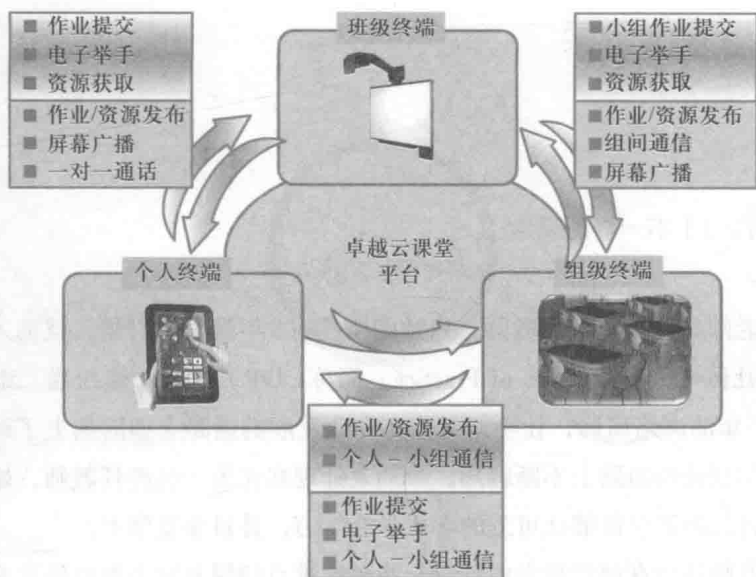 作业提交
电子举手
资源获取
作业/资源发布
屏幕广播
一对一通话
班级终端
小组作业提交
电子举手
资源获取
作业/资源发布
组间通信
屏幕广播
卓越云课堂
平台
个人终端
组级终端
作业/资源发布
个人－小组通信
作业提交
电子举手
个人－小组通信